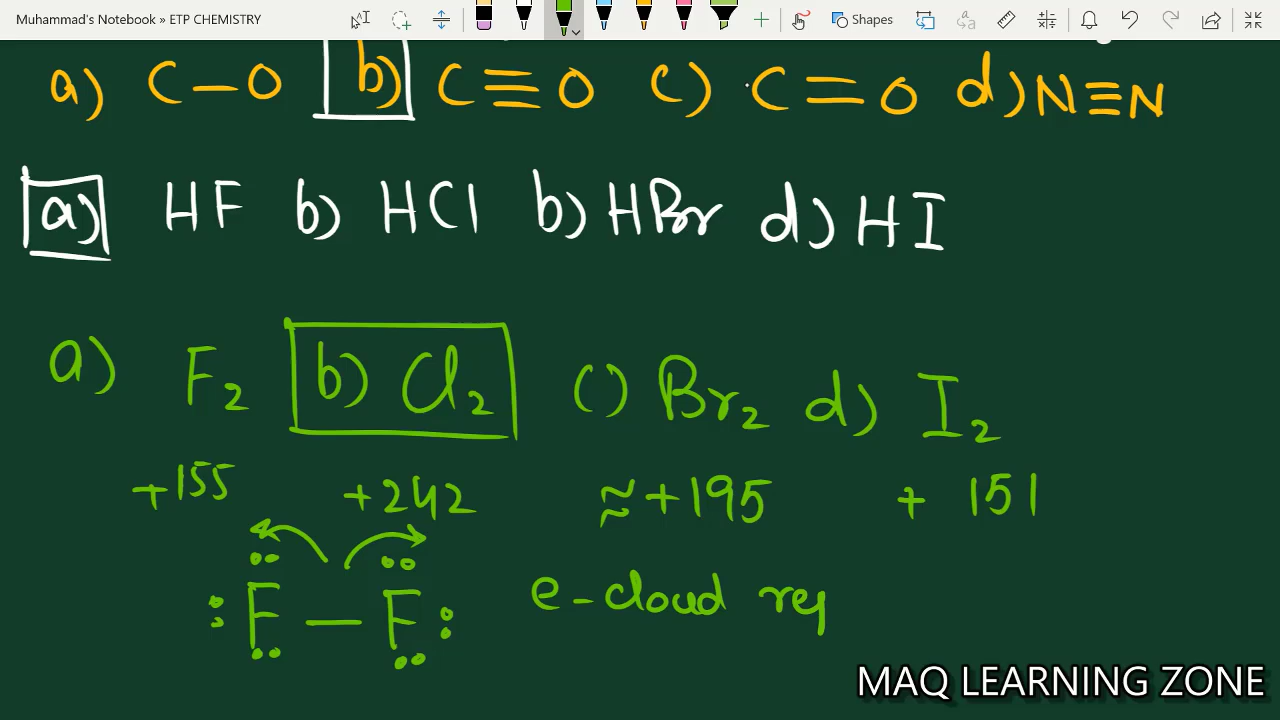 Muhammad's Notebook » ETP CHEMISTRY
Shapes
a) C – O b) C ≡ O c) C = O d) N ≡ N
a) HF b) HCl b) HBr d) HI
a) F₂ b) Cl₂ c) Br₂ d) I₂
+155 +242 ≈ +195 + 151
:F – F: e-cloud rep
MAQ LEARNING ZONE